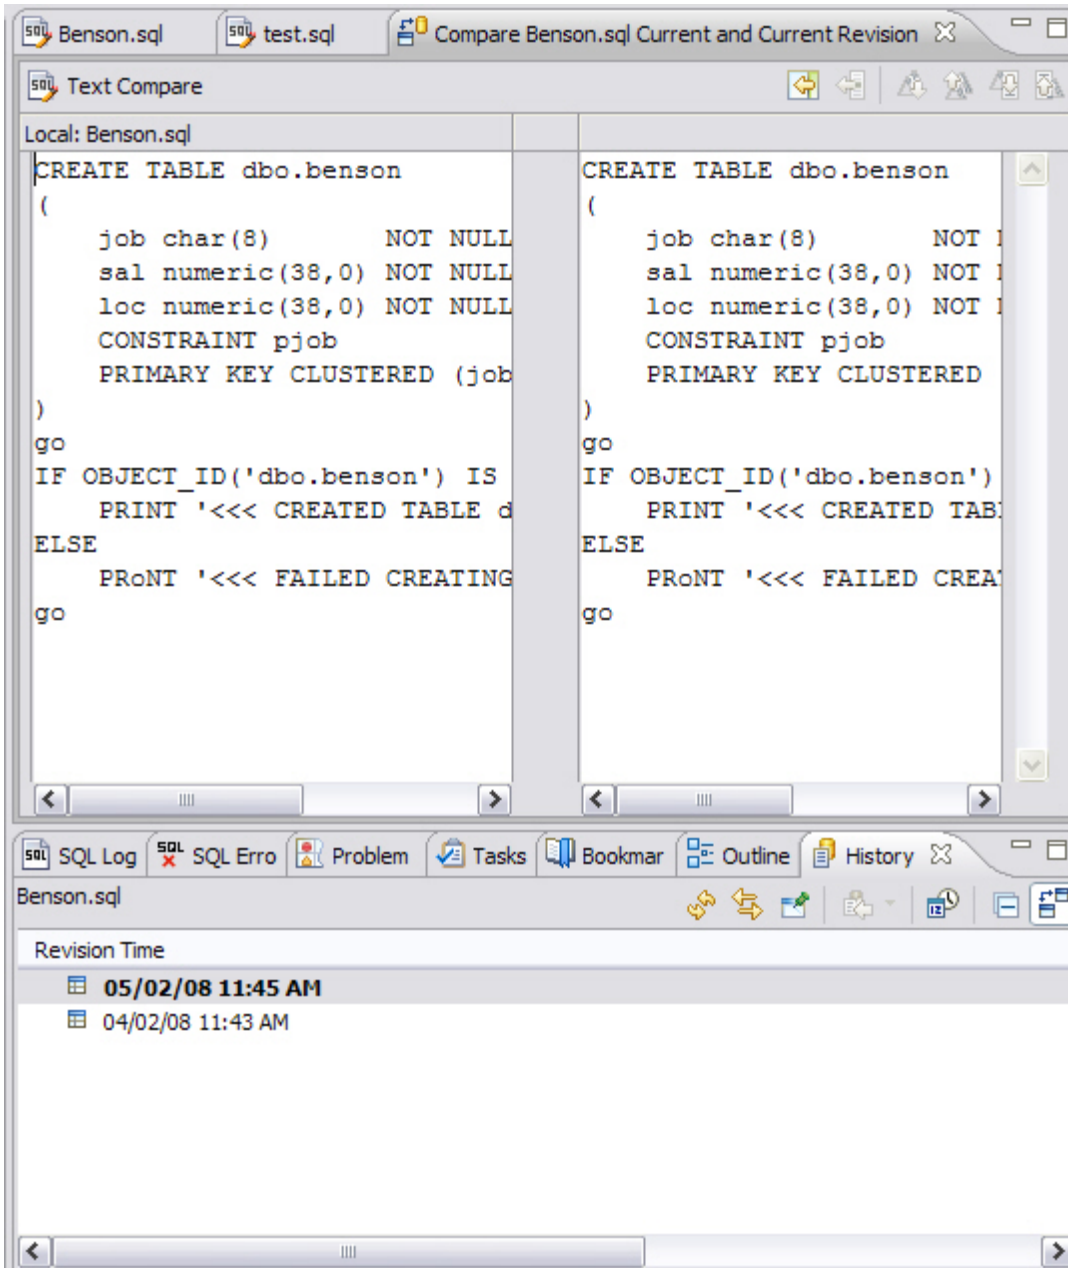 Benson.sql test.sql Compare Benson.sql Current and Current Revision
Text Compare
Local: Benson.sql
CREATE TABLE dbo.benson
(
job char(8) NOT NULL
sal numeric(38,0) NOT NULL
loc numeric(38,0) NOT NULL
CONSTRAINT pjob
PRIMARY KEY CLUSTERED (job
)
go
IF OBJECT_ID('dbo.benson') IS
PRINT '<<< CREATED TABLE d
ELSE
PRoNT '<<< FAILED CREATING
go
CREATE TABLE dbo.benson
(
job char(8) NOT
sal numeric(38,0) NOT
loc numeric(38,0) NOT
CONSTRAINT pjob
PRIMARY KEY CLUSTERED
)
go
IF OBJECT_ID('dbo.benson')
PRINT '<<< CREATED TAB
ELSE
PRoNT '<<< FAILED CREA
go
SQL Log SQL Erro Problem Tasks Bookmar Outline History
Benson.sql
Revision Time
05/02/08 11:45 AM
04/02/08 11:43 AM